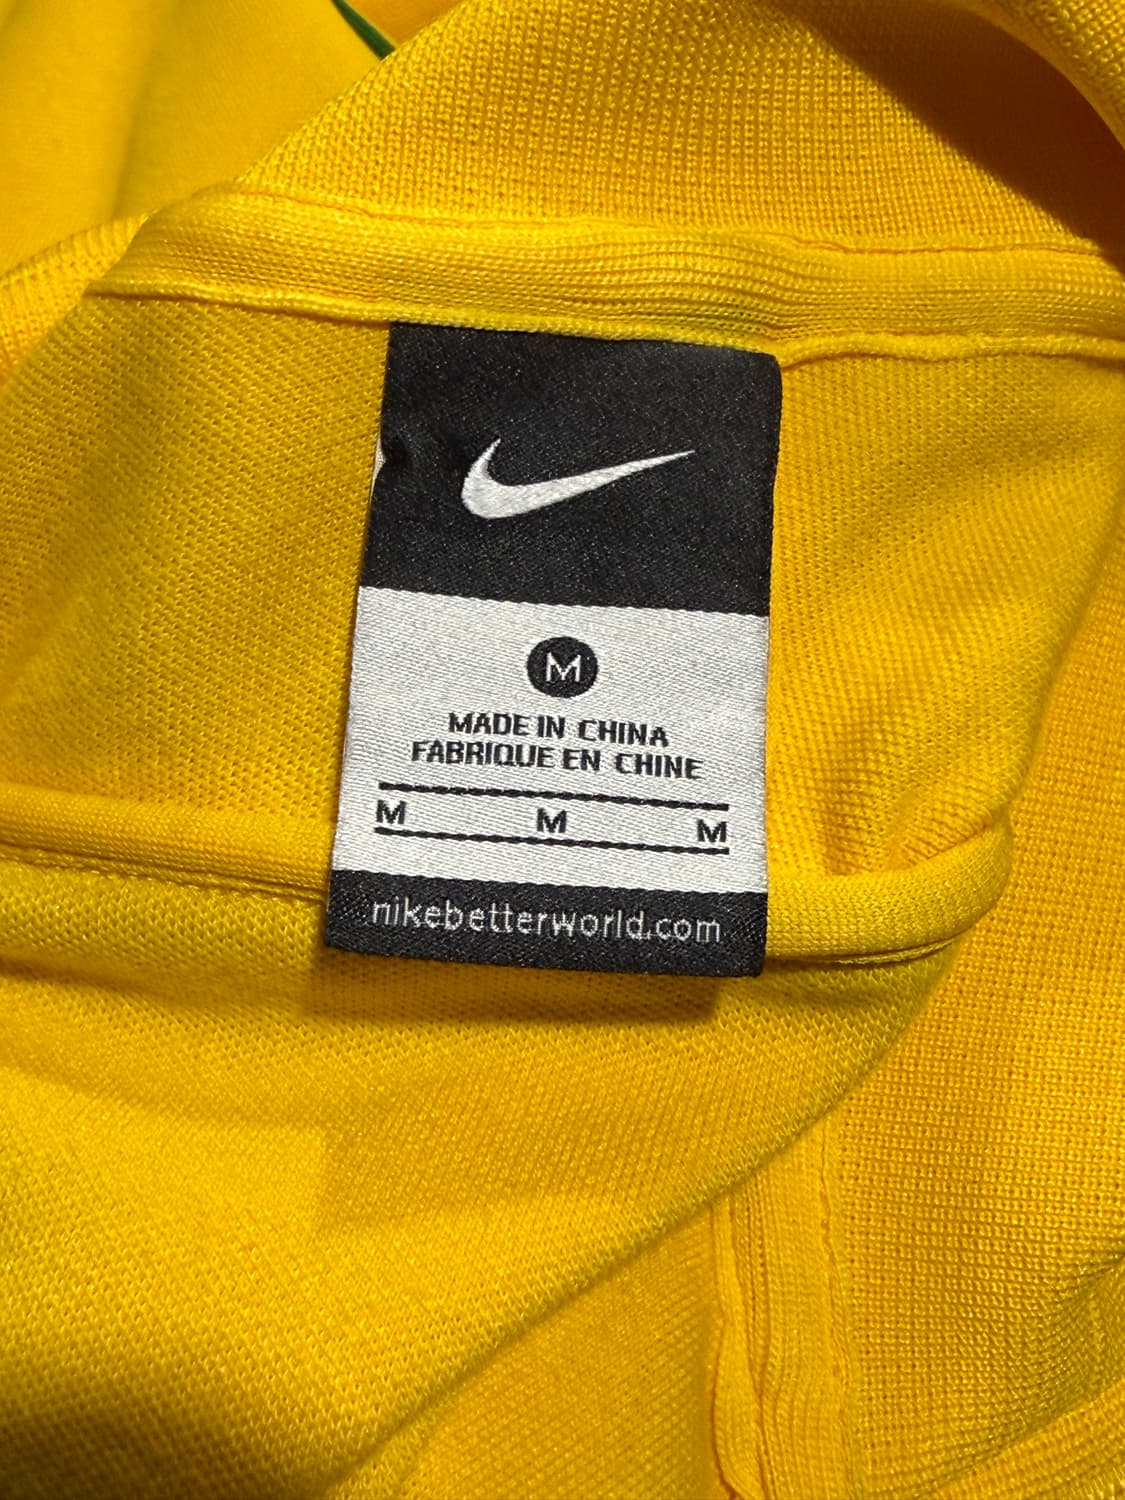 M
MADE IN CHINA
FABRIQUE EN CHINE
M M M
nikebetterworld.com